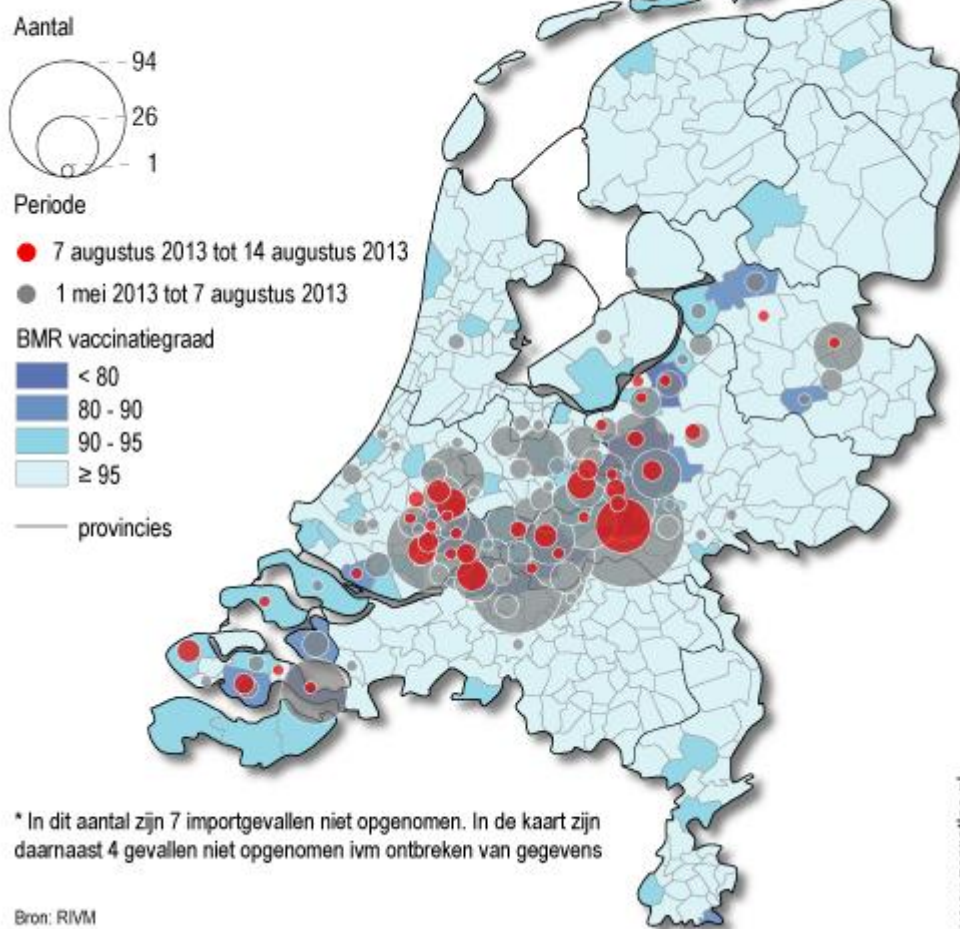 Aantal
94
26
1
Periode
7 augustus 2013 tot 14 augustus 2013
1 mei 2013 tot 7 augustus 2013
BMR vaccinatiegraad
< 80
80 - 90
90 - 95
≥ 95
provincies
* In dit aantal zijn 7 importgevallen niet opgenomen. In de kaart zijn
daarnaast 4 gevallen niet opgenomen ivm ontbreken van gegevens
Bron: RIVM